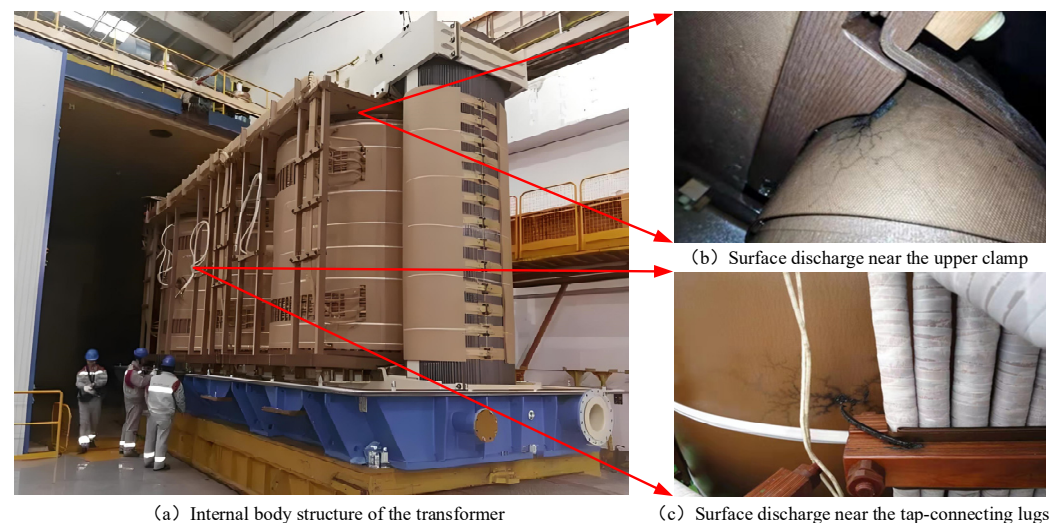 （b）Surface discharge near the upper clamp
（a）Internal body structure of the transformer
（c）Surface discharge near the tap-connecting lugs